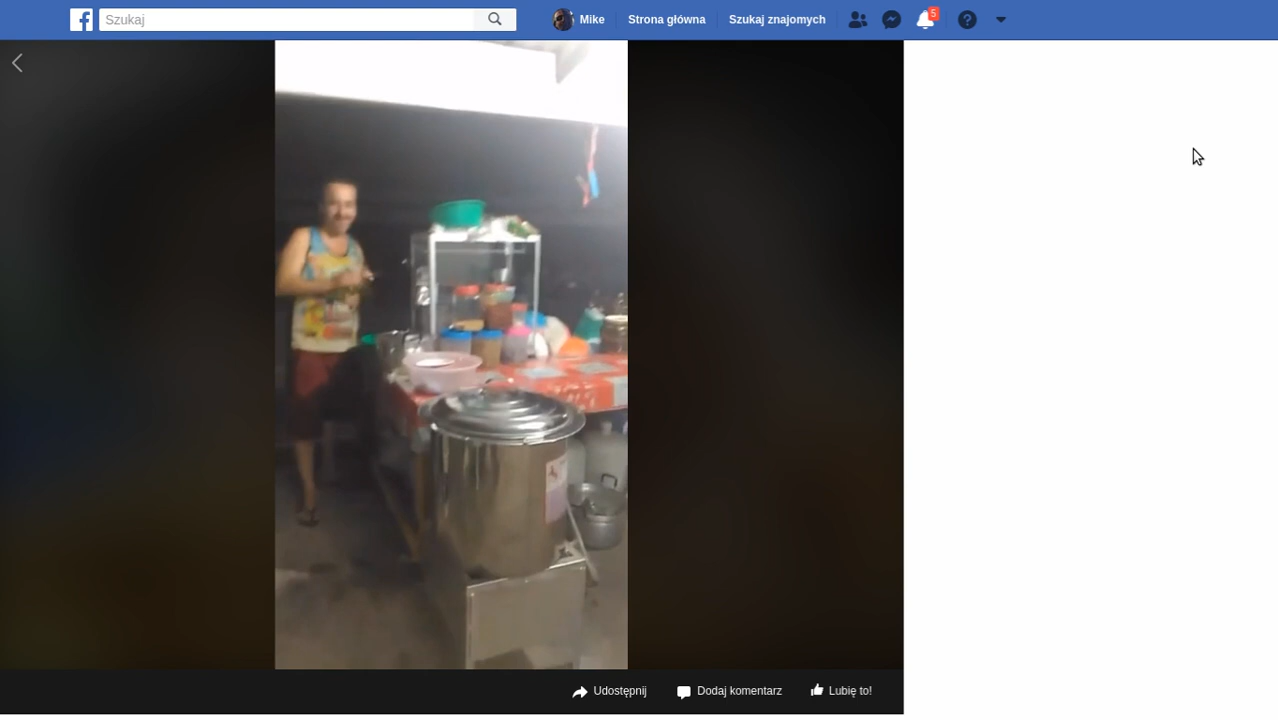 Szukaj
Mike
Strona główna
Szukaj znajomych
5
Udostępnij
Dodaj komentarz
Lubię to!